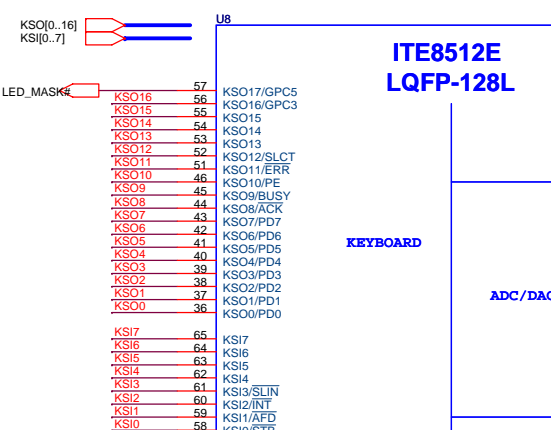 KSO[0..16]
KSI[0..7]
U8
ITE8512E
LQFP-128L
LED_MASK#
57 KSO17/GPC5
KSO16 56 KSO16/GPC3
KSO15 55 KSO15
KSO14 54 KSO14
KSO13 53 KSO13
KSO12 52 KSO12/SLCT
KSO11 51 KSO11/ERR
KSO10 46 KSO10/PE
KSO9 45 KSO9/BUSY
KSO8 44 KSO8/ACK
KSO7 43 KSO7/PD7
KSO6 42 KSO6/PD6
KSO5 41 KSO5/PD5
KSO4 40 KSO4/PD4
KSO3 39 KSO3/PD3
KSO2 38 KSO2/PD2
KSO1 37 KSO1/PD1
KSO0 36 KSO0/PD0
KEYBOARD
ADC/DAC
KSI7 65 KSI7
KSI6 64 KSI6
KSI5 63 KSI5
KSI4 62 KSI4
KSI3 61 KSI3/SLIN
KSI2 60 KSI2/INT
KSI1 59 KSI1/AFD
KSI0 58 KSI0/STB